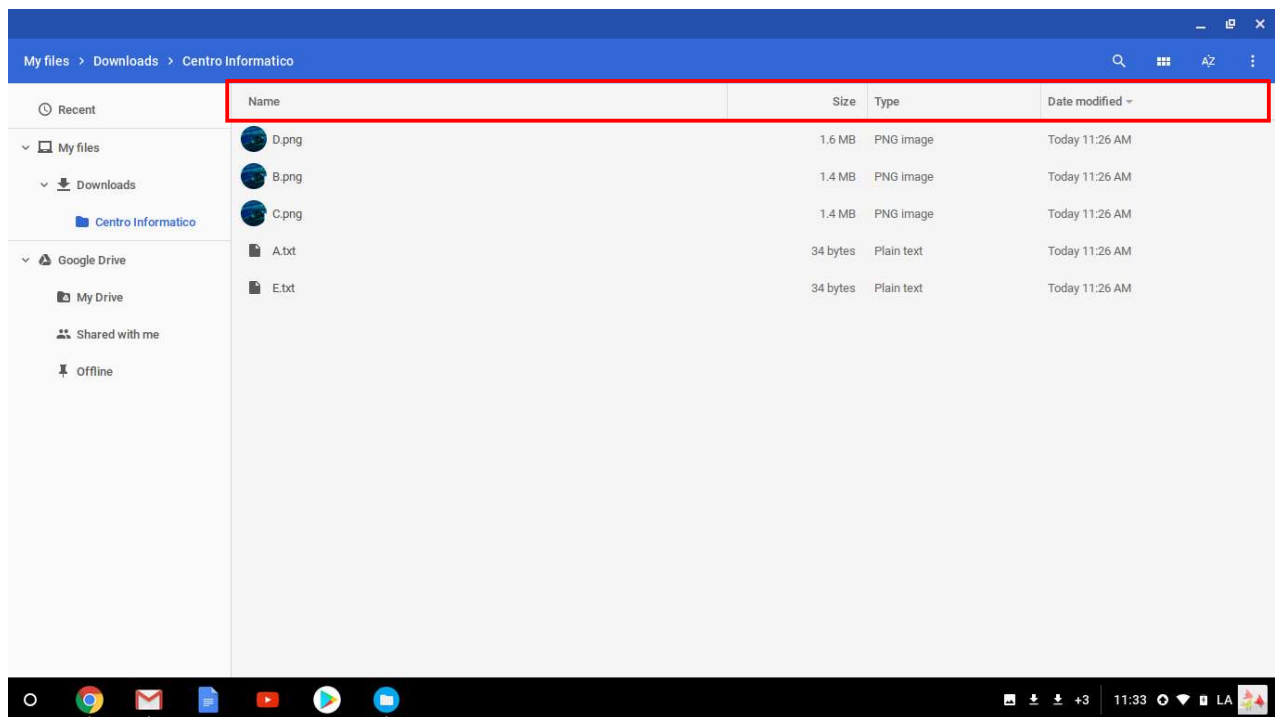 My files > Downloads > Centro Informatico
AZ
Recent
Name Size Type Date modified
My files
D.png 1.6 MB PNG image Today 11:26 AM
Downloads
B.png 1.4 MB PNG image Today 11:26 AM
Centro Informatico
C.png 1.4 MB PNG image Today 11:26 AM
A.txt 34 bytes Plain text Today 11:26 AM
Google Drive
E.txt 34 bytes Plain text Today 11:26 AM
My Drive
Shared with me
Offline
+3 11:33 LA